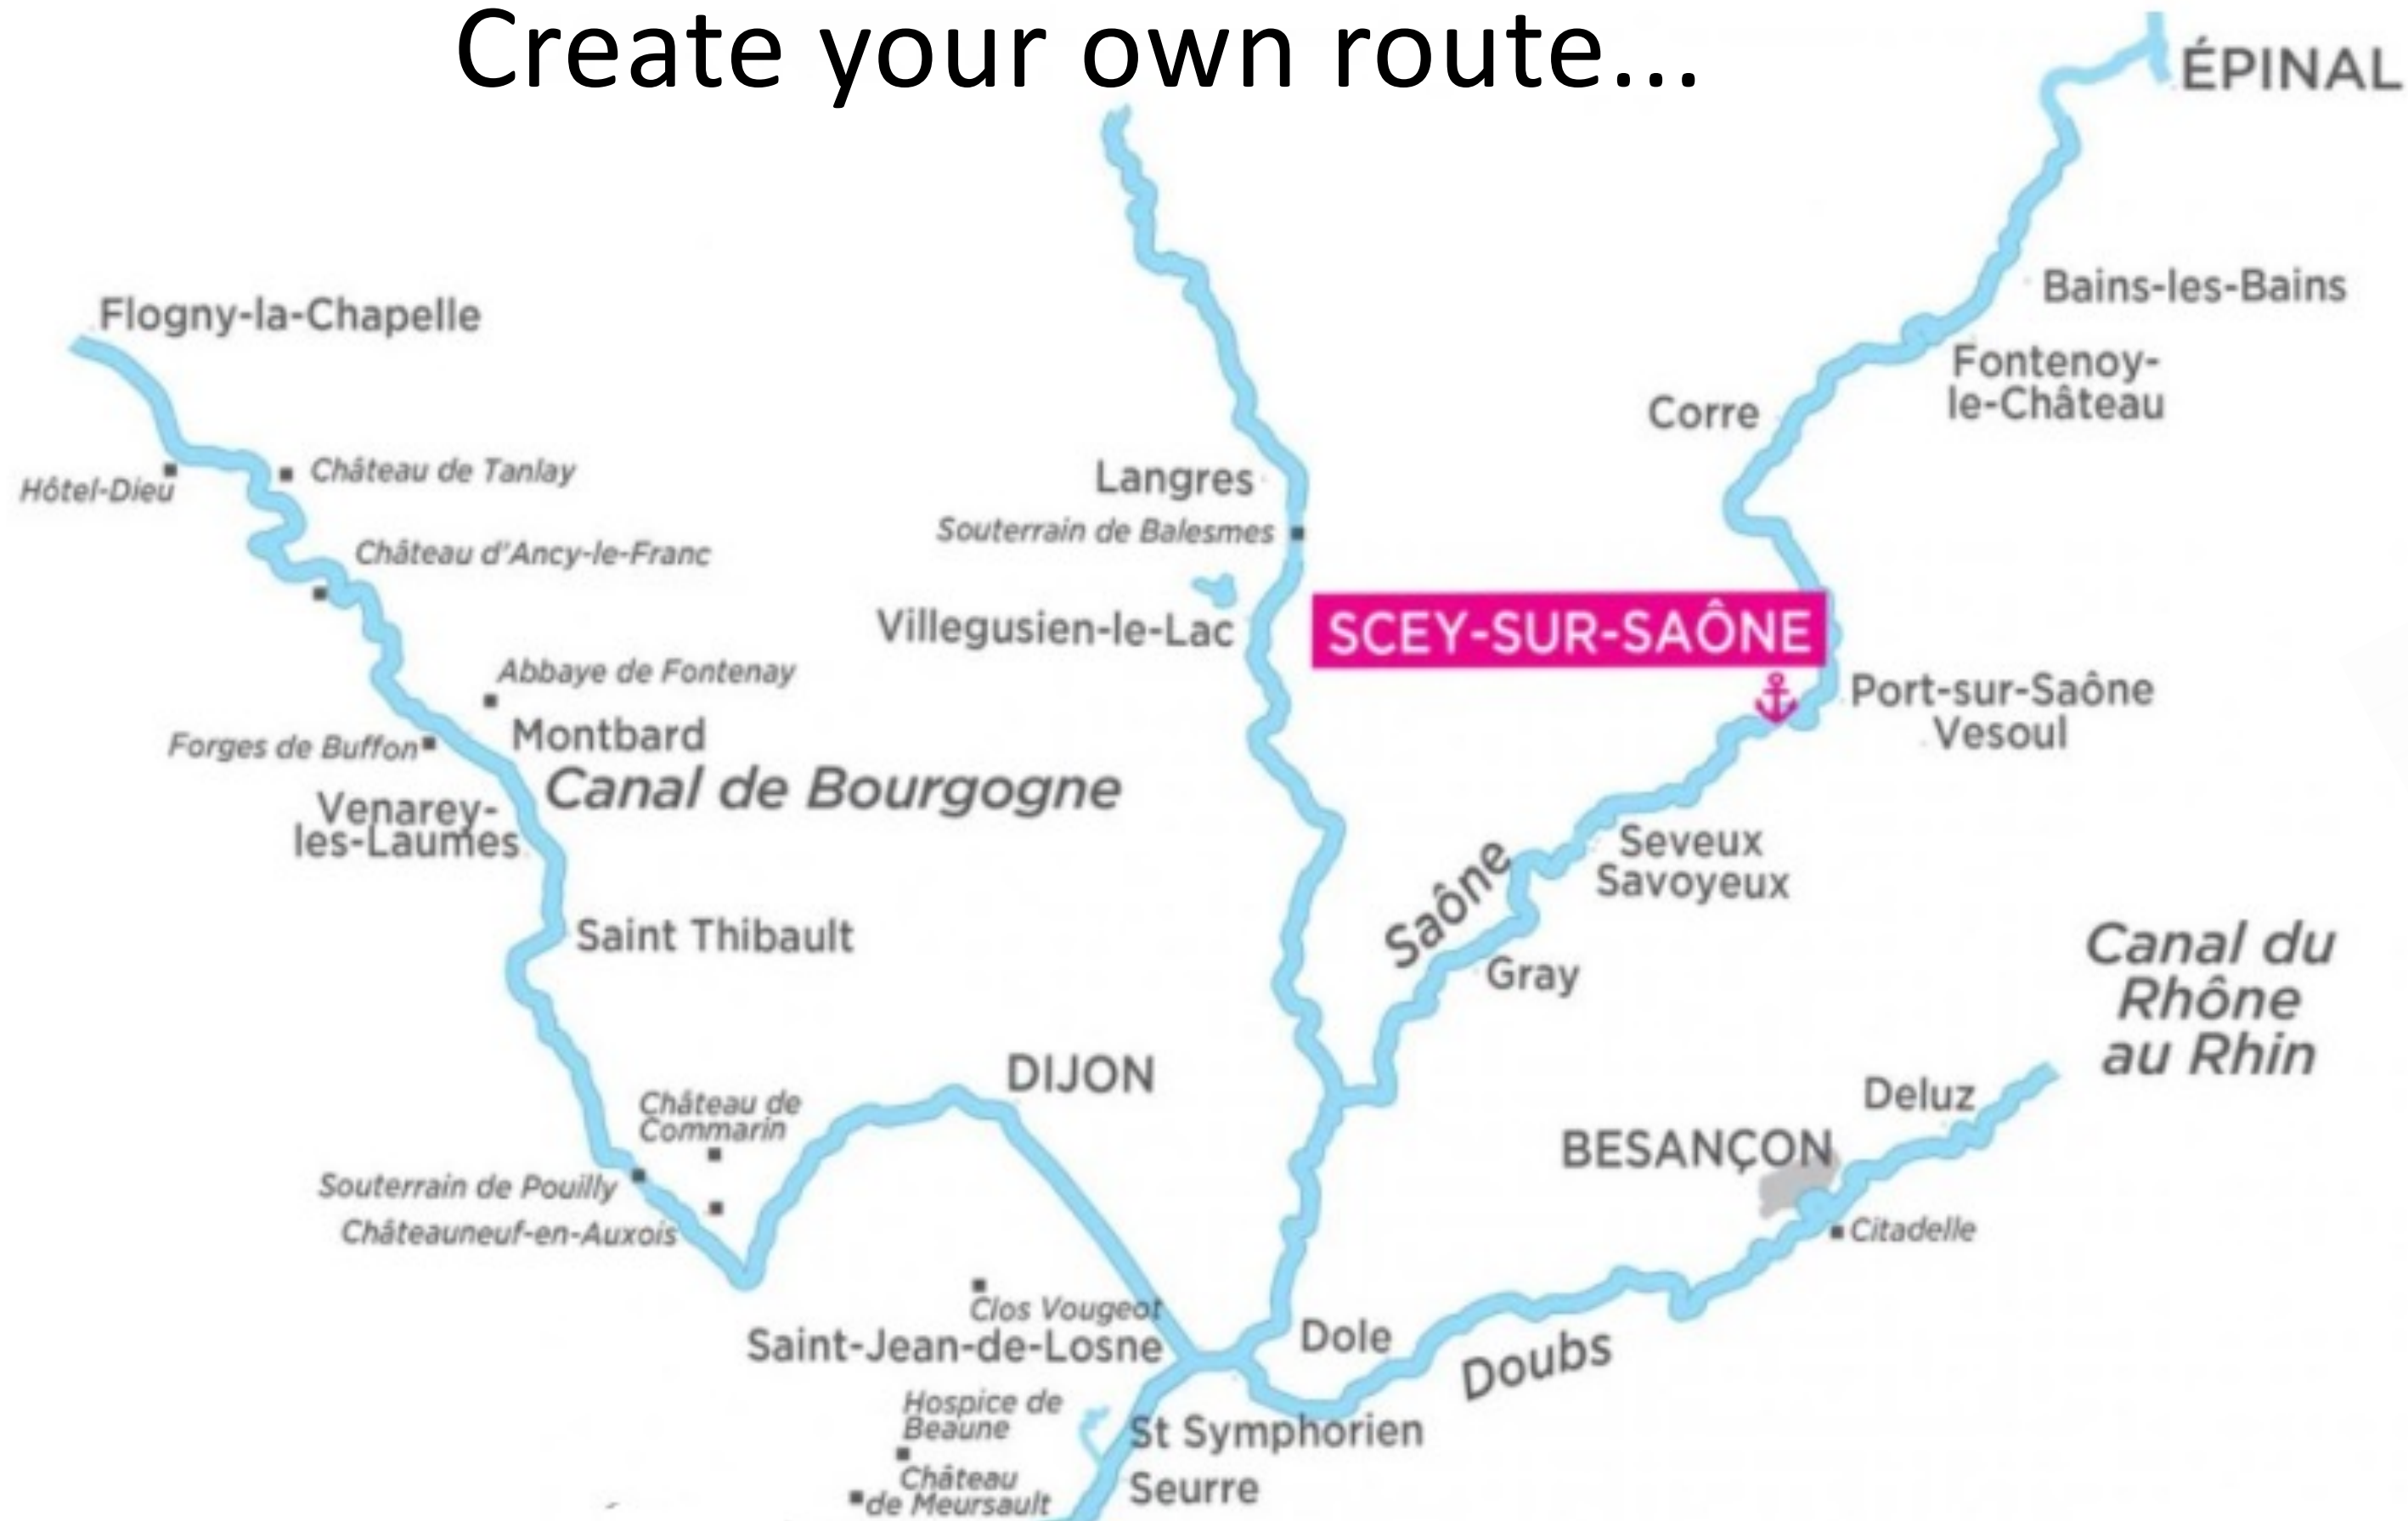 Create your own route...
ÉPINAL
Bains-les-Bains
Flogny-la-Chapelle
Fontenoy-
le-Château
Corre
Château de Tanlay
Langres
Hôtel-Dieu
Souterrain de Balesmes
Château d'Ancy-le-Franc
Villegusien-le-Lac
SCEY-SUR-SAÔNE
Abbaye de Fontenay
Port-sur-Saône
Vesoul
Montbard
Forges de Buffon
Canal de Bourgogne
Venarey-
les-Laumes
Seveux
Savoyeux
Saône
Saint Thibault
Gray
Canal du
Rhône
au Rhin
DIJON
Deluz
Château de
Commarin
BESANÇON
Souterrain de Pouilly
Châteauneuf-en-Auxois
Citadelle
Clos Vougeot
Saint-Jean-de-Losne
Dole
Doubs
Hospice de
Beaune
St Symphorien
Château
de Meursault
Seurre